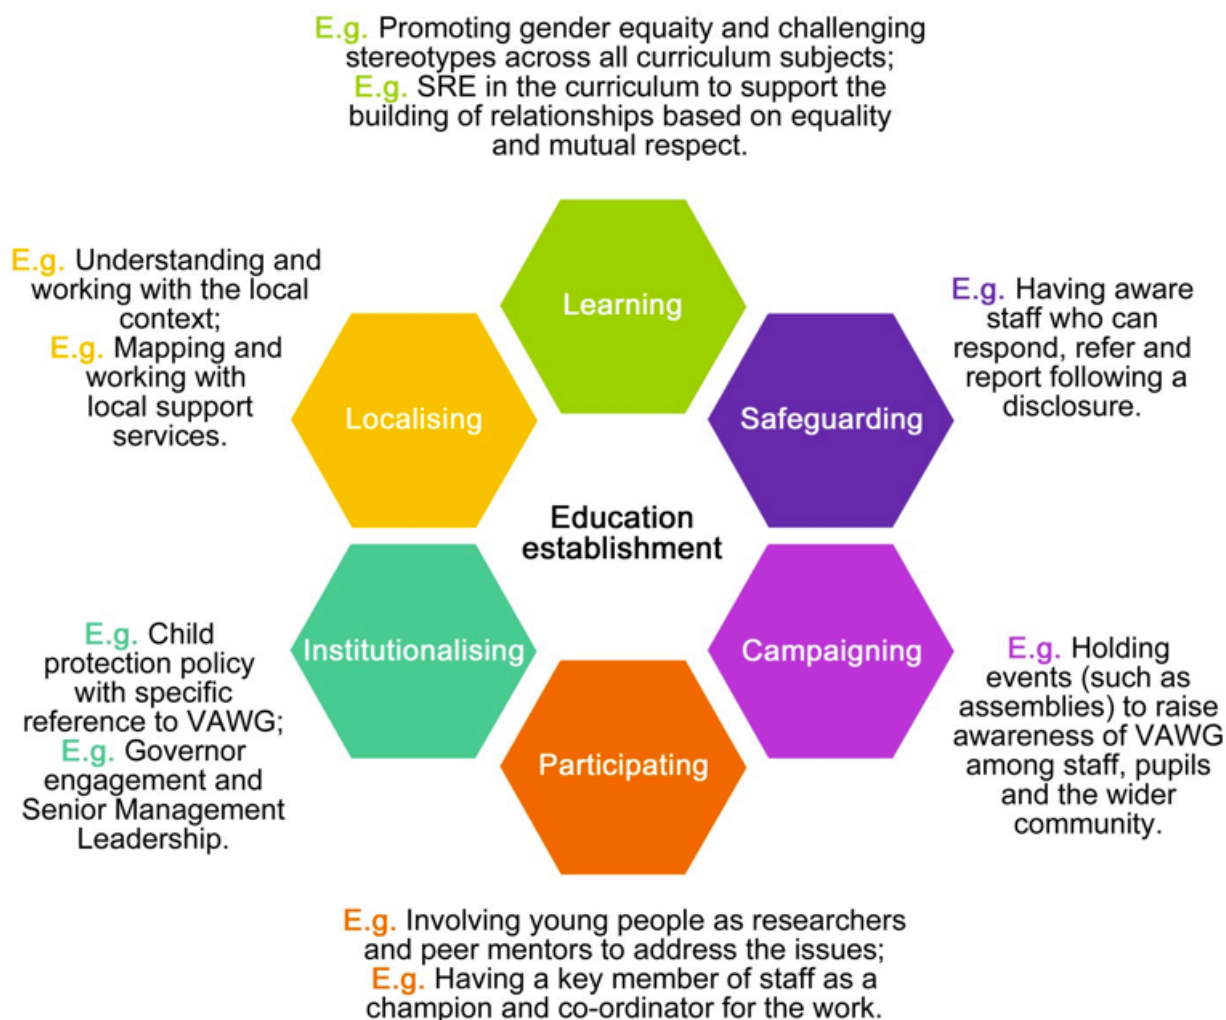 E.g. Promoting gender equity and challenging
stereotypes across all curriculum subjects;
E.g. SRE in the curriculum to support the
building of relationships based on equality
and mutual respect.
Learning
E.g. Having aware
staff who can
respond, refer and
report following a
disclosure.
Safeguarding
E.g. Holding
events (such as
assemblies) to raise
awareness of VAWG
among staff, pupils
and the wider
community.
Campaigning
Participating
E.g. Involving young people as researchers
and peer mentors to address the issues;
E.g. Having a key member of staff as a
champion and co-ordinator for the work.
Institutionalising
E.g. Child
protection policy
with specific
reference to VAWG;
E.g. Governor
engagement and
Senior Management
Leadership.
Localising
E.g. Understanding and
working with the local
context;
E.g. Mapping and
working with
local support
services.
Education
establishment